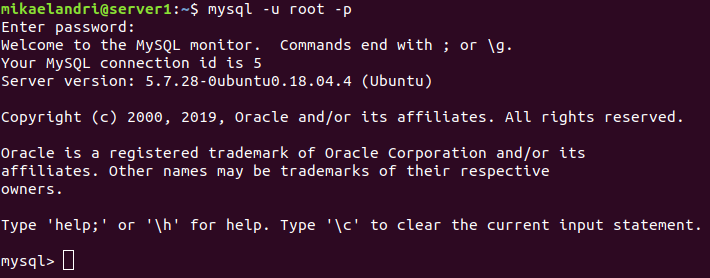 mikaelandri@server1:~$ mysql -u root -p
Enter password:
Welcome to the MySQL monitor.  Commands end with ; or \g.
Your MySQL connection id is 5
Server version: 5.7.28-0ubuntu0.18.04.4 (Ubuntu)
Copyright (c) 2000, 2019, Oracle and/or its affiliates. All rights reserved.
Oracle is a registered trademark of Oracle Corporation and/or its
affiliates. Other names may be trademarks of their respective
owners.
Type 'help;' or '\h' for help. Type '\c' to clear the current input statement.
mysql>